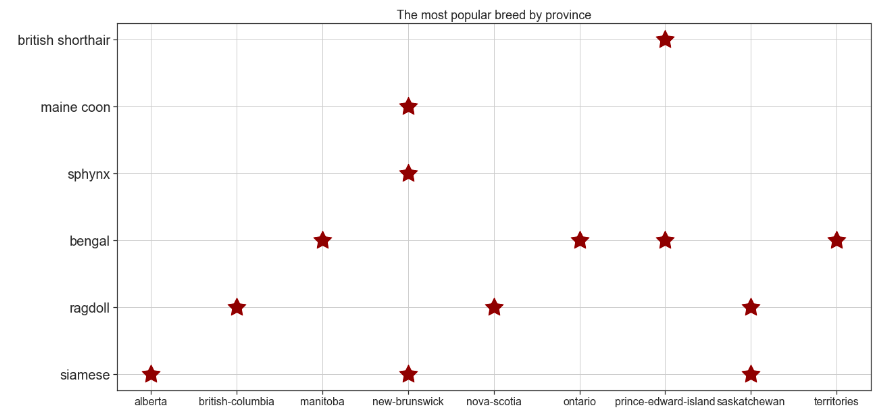 The most popular breed by province
british shorthair
maine coon
sphynx
bengal
ragdoll
siamese
alberta british-columbia manitoba new-brunswick nova-scotia ontario prince-edward-island saskatchewan territories